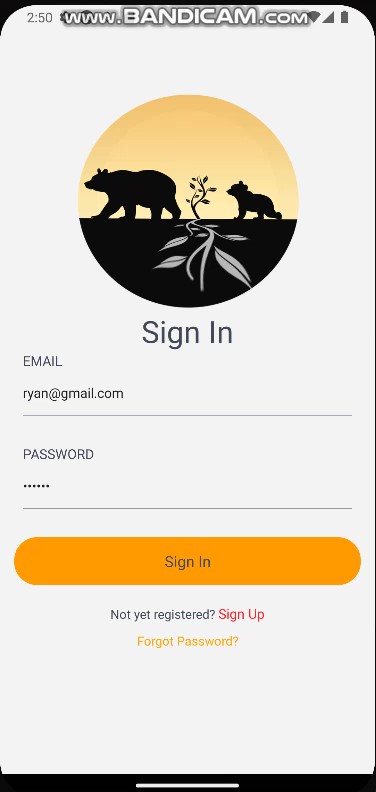 2:50
www.BANDICAM.com
Sign In
EMAIL
ryan@gmail.com
PASSWORD
••••••
Sign In
Not yet registered? Sign Up
Forgot Password?